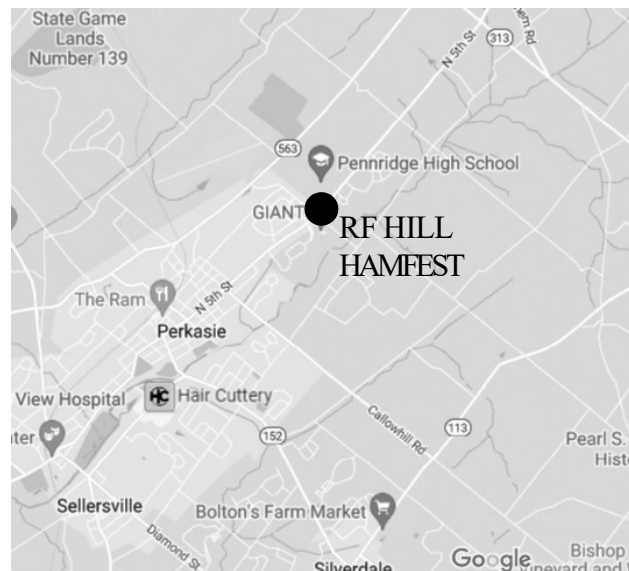 State Game
Lands
Number 139
313
N 5th St
563
Pennridge High School
GIANT
RF HILL
HAMFEST
The Ram
N 5th St
Perkasie
View Hospital
HC
Hair Cuttery
Callowhill Rd
113
152
Pearl S.
Sellersville
Bolton's Farm Market
Diamond St
Silverdale
Google
Bishop